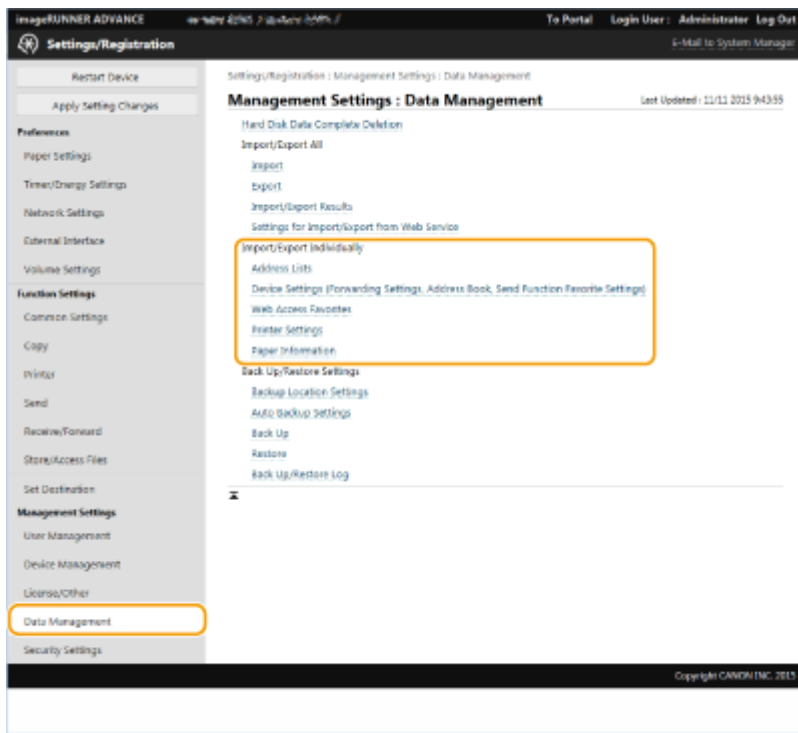 imageRUNNER ADVANCE
To Portal Login User : Administrator Log Out
Settings/Registration
E-Mail to System Manager
Restart Device
Apply Setting Changes
Preferences
Paper Settings
Timer/Energy Settings
Network Settings
External Interface
Volume Settings
Function Settings
Common Settings
Copy
Printer
Send
Receive/Forward
Store/Access Files
Set Destination
Management Settings
User Management
Device Management
License/Other
Data Management
Security Settings
Settings/Registration : Management Settings : Data Management
Management Settings : Data Management
Last Updated : 11/11 2015 9:43:55
Hard Disk Data Complete Deletion
Import/Export All
Import
Export
Import/Export Results
Settings for Import/Export from Web Service
Import/Export Individually
Address Lists
Device Settings (Forwarding Settings, Address Book, Send Function Favorite Settings)
Web Access Favorites
Printer Settings
Paper Information
Back Up/Restore Settings
Backup Location Settings
Auto Backup Settings
Back Up
Restore
Back Up/Restore Log
Copyright CANON INC. 2015